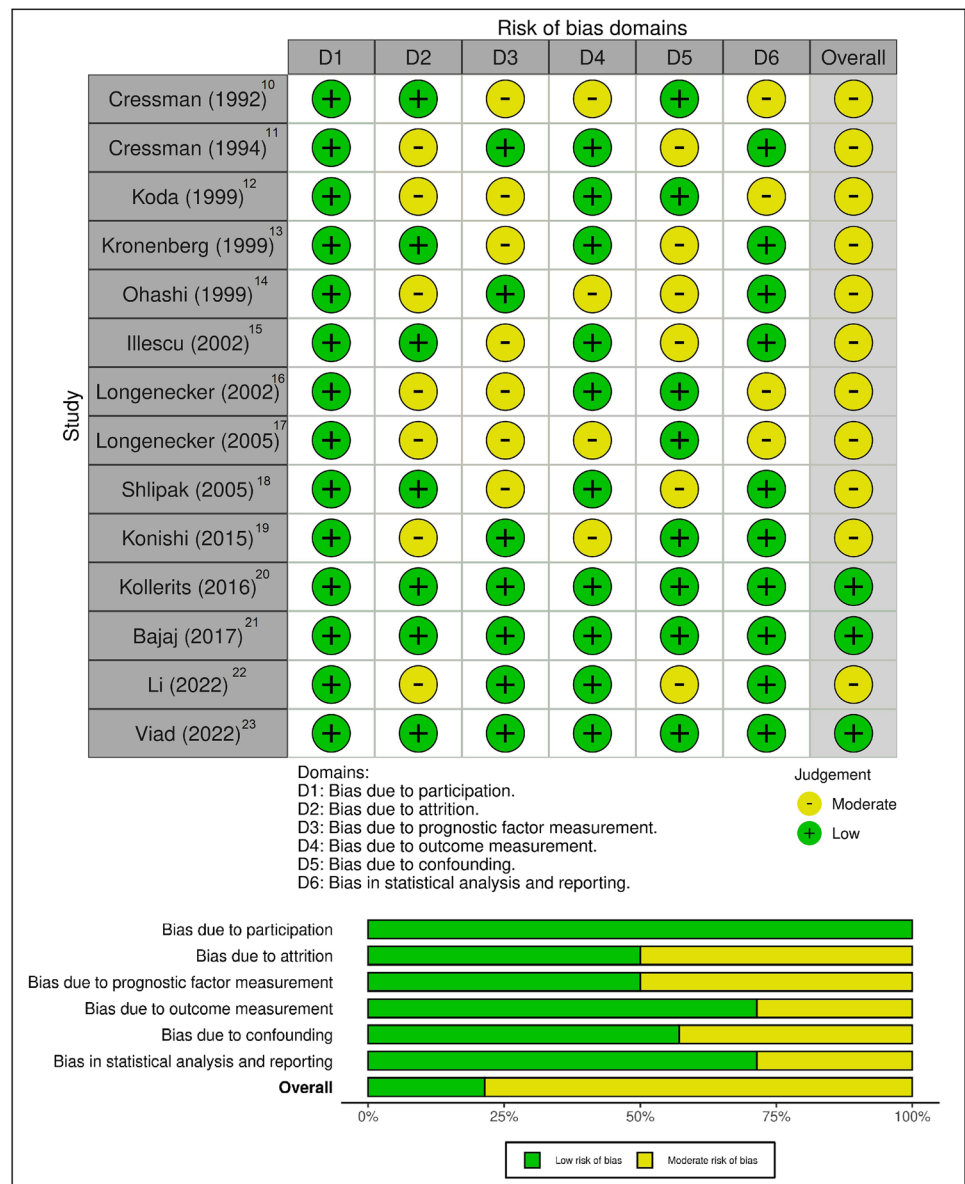 Risk of bias domains
D1 D2 D3 D4 D5 D6 Overall
Study
Cressman (1992)10 + + - - + - -
Cressman (1994)11 + - + + - + -
Koda (1999)12 + - - + + - -
Kronenberg (1999)13 + + - + - + -
Ohashi (1999)14 + - + - - + -
Illescu (2002)15 + + - + - + -
Longenecker (2002)16 + - - + + - -
Longenecker (2005)17 + - - - + - -
Shlipak (2005)18 + + - + - + -
Konishi (2015)19 + - + - + + -
Kollerits (2016)20 + + + + + + +
Bajaj (2017)21 + + + + + + +
Li (2022)22 + - + + - + -
Viad (2022)23 + + + + + + +
Domains:
D1: Bias due to participation.
D2: Bias due to attrition.
D3: Bias due to prognostic factor measurement.
D4: Bias due to outcome measurement.
D5: Bias due to confounding.
D6: Bias in statistical analysis and reporting.
Judgement
- Moderate
+ Low
Bias due to participation
Bias due to attrition
Bias due to prognostic factor measurement
Bias due to outcome measurement
Bias due to confounding
Bias in statistical analysis and reporting
Overall
0% 25% 50% 75% 100%
Low risk of bias Moderate risk of bias